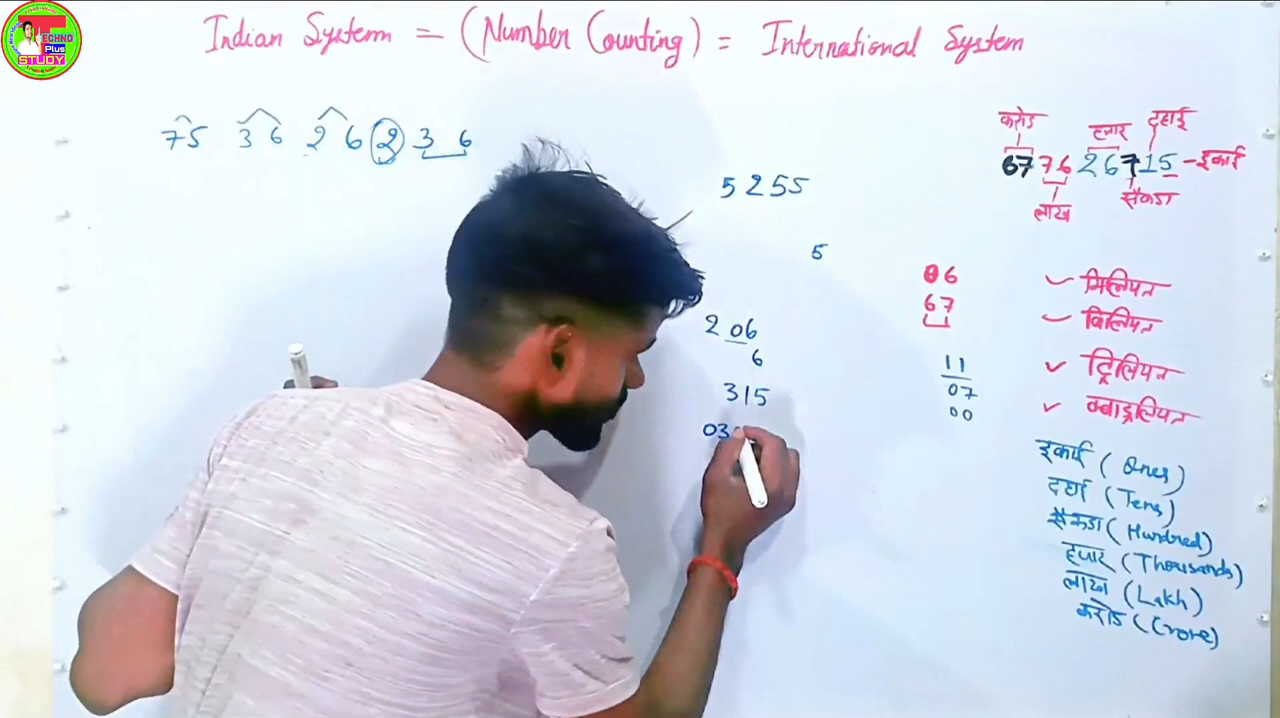 TECHNO
Plus
STUDY
Indian System = (Number Counting) = International System
75 36 26 2 36
5255
5
206
6
315
03
करोड हजार दहाई
67 76 26 7 15 - इकाई
लाख सैकडा
06
67
11
07
00
✓ मिलियन
✓ बिलियन
✓ ट्रिलियन
✓ क्वाड्रलियन
इकाई (Ones)
दहाई (Tens)
सैकडा (Hundred)
हजार (Thousands)
लाख (Lakh)
करोड (Crore)